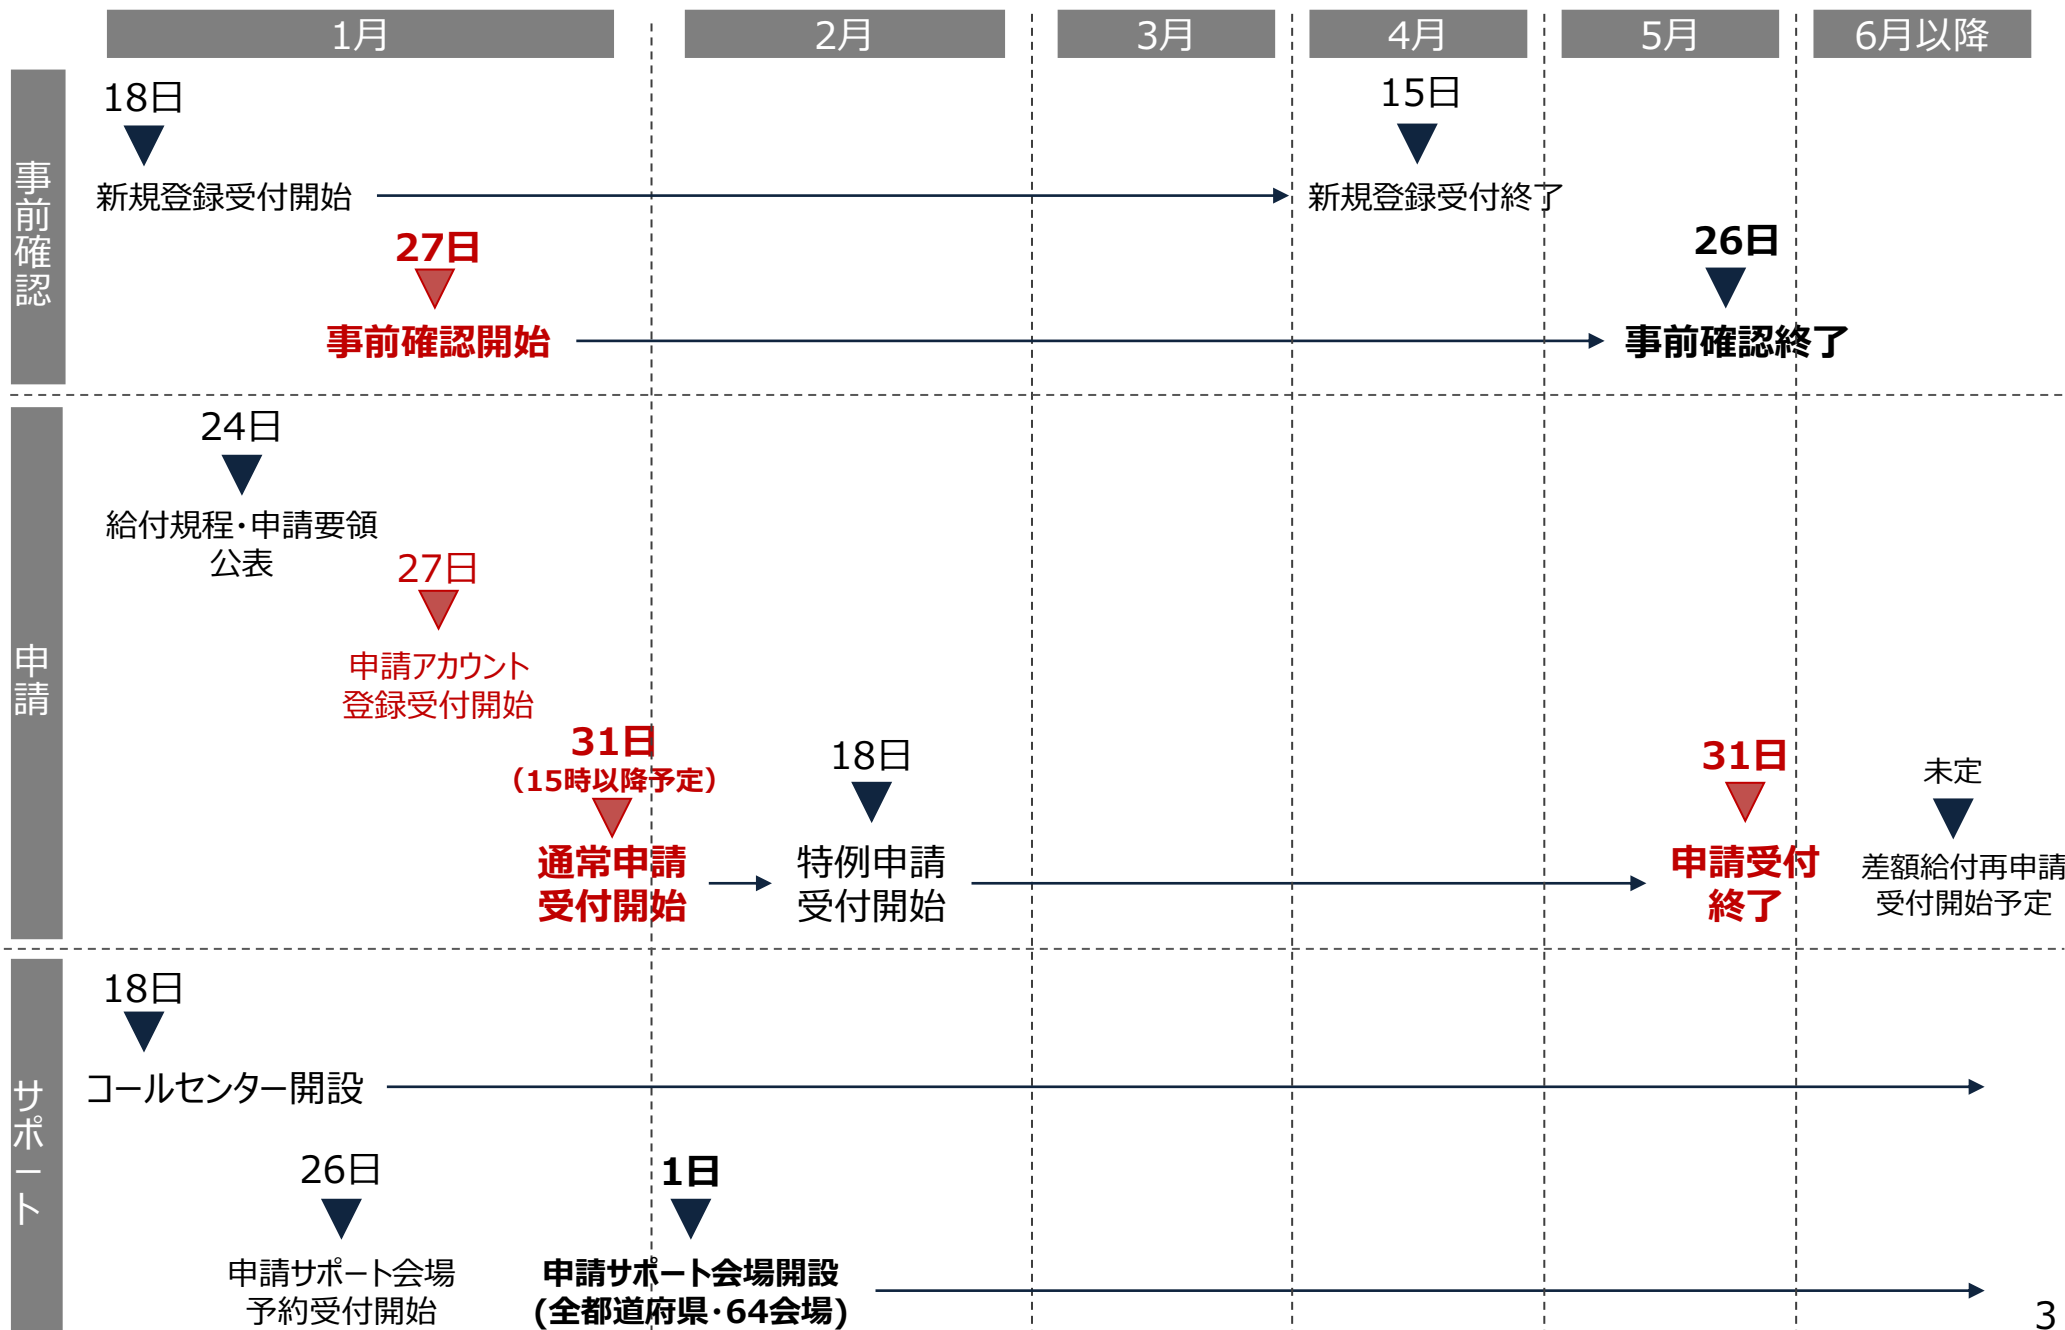 1月
2月
3月
4月
5月
6月以降
事前確認
18日
新規登録受付開始
15日
新規登録受付終了
27日
事前確認開始
26日
事前確認終了
申請
24日
給付規程・申請要領
公表
27日
申請アカウント
登録受付開始
31日
（15時以降予定）
通常申請
受付開始
18日
特例申請
受付開始
31日
申請受付
終了
未定
差額給付再申請
受付開始予定
サポート
18日
コールセンター開設
26日
申請サポート会場
予約受付開始
1日
申請サポート会場開設
(全都道府県・64会場)
3